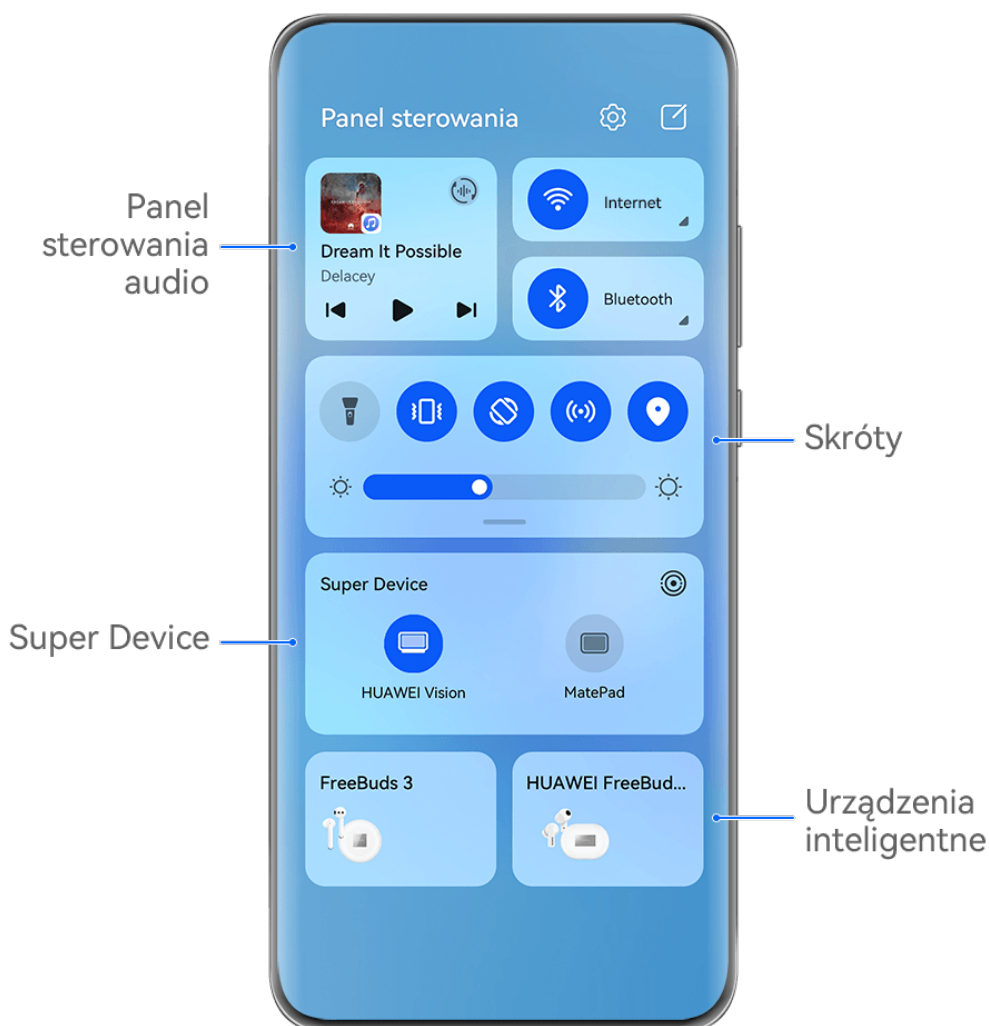 Panel sterowania
Panel
sterowania
audio
Dream It Possible
Delacey
Internet
Bluetooth
Skróty
Super Device
Super Device
HUAWEI Vision
MatePad
FreeBuds 3
HUAWEI FreeBud...
Urządzenia
inteligentne